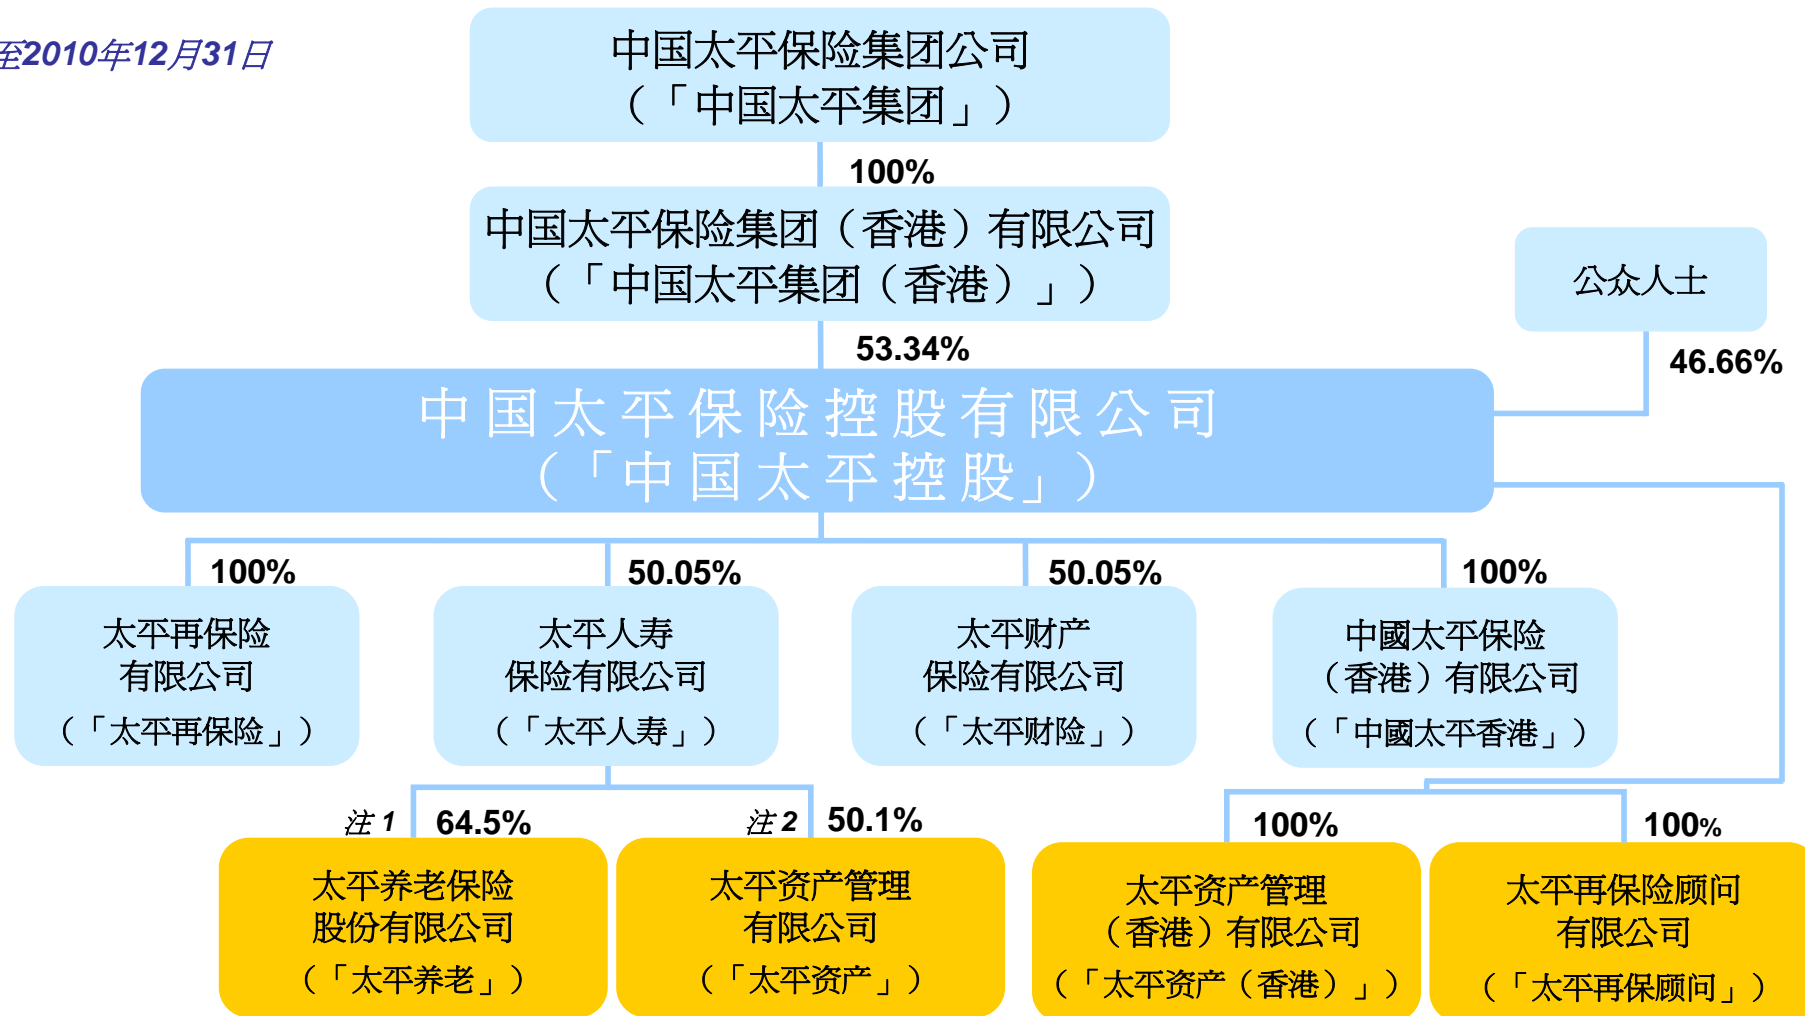 至2010年12月31日
中国太平保险集团公司
（「中国太平集团」）
100%
中国太平保险集团（香港）有限公司
（「中国太平集团（香港）」）
公众人士
53.34%
46.66%
中国太平保险控股有限公司
（「中国太平控股」）
100%
50.05%
50.05%
100%
太平再保险
有限公司
（「太平再保险」）
太平人寿
保险有限公司
（「太平人寿」）
太平财产
保险有限公司
（「太平财险」）
中國太平保险
（香港）有限公司
（「中國太平香港」）
注 1
64.5%
注 2
50.1%
100%
100%
太平养老保险
股份有限公司
（「太平养老」）
太平资产管理
有限公司
（「太平资产」）
太平资产管理
（香港）有限公司
（「太平资产（香港）」）
太平再保险顾问
有限公司
（「太平再保顾问」）